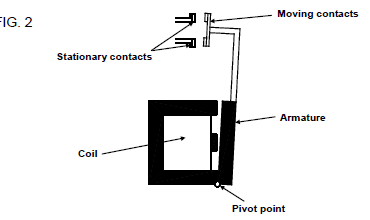 FIG. 2
Moving contacts
Stationary contacts
Armature
Coil
Pivot point